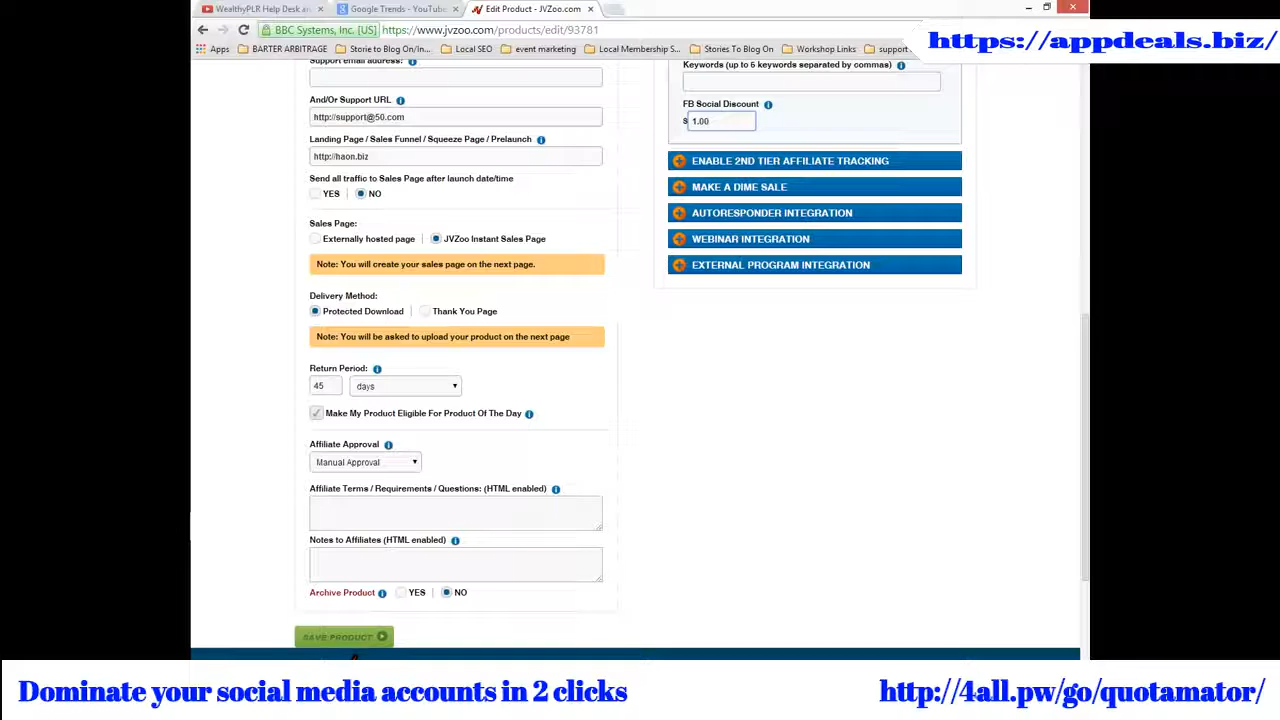 WealthyPLR Help Desk an
Google Trends - YouTube
Edit Product - JVZoo.com
BBC Systems, Inc. [US] https://www.jvzoo.com/products/edit/93781
Apps BARTER ARBITRAGE Storie to Blog On/In... Local SEO event marketing Local Membership S... Stories To Blog On Workshop Links support
https://appdeals.biz/
Support email address:
And/Or Support URL
http://support@50.com
Landing Page / Sales Funnel / Squeeze Page / Prelaunch
http://haon.biz
Send all traffic to Sales Page after launch date/time
YES | NO
Sales Page:
Externally hosted page | JVZoo Instant Sales Page
Note: You will create your sales page on the next page.
Delivery Method:
Protected Download | Thank You Page
Note: You will be asked to upload your product on the next page
Return Period:
45 days
Make My Product Eligible For Product Of The Day
Affiliate Approval
Manual Approval
Affiliate Terms / Requirements / Questions: (HTML enabled)
Notes to Affiliates (HTML enabled)
Archive Product YES | NO
SAVE PRODUCT
Keywords (up to 6 keywords separated by commas)
FB Social Discount
$ 1.00
ENABLE 2ND TIER AFFILIATE TRACKING
MAKE A DIME SALE
AUTORESPONDER INTEGRATION
WEBINAR INTEGRATION
EXTERNAL PROGRAM INTEGRATION
Dominate your social media accounts in 2 clicks
http://4all.pw/go/quotamator/